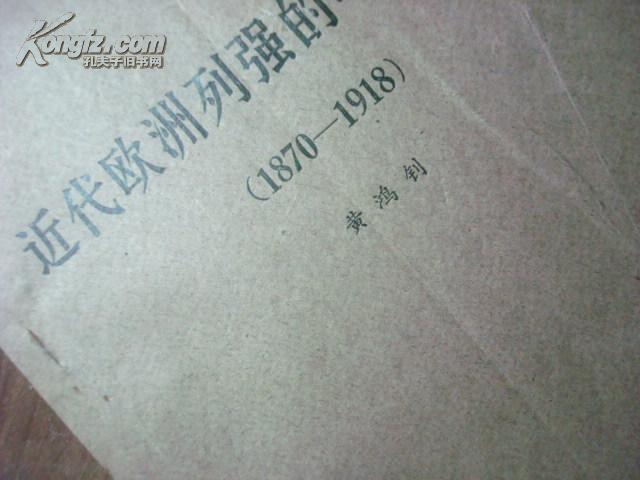 Kongfz.com
孔夫子旧书网
近代欧洲列强的
(1870—1918)
黄鸿钊